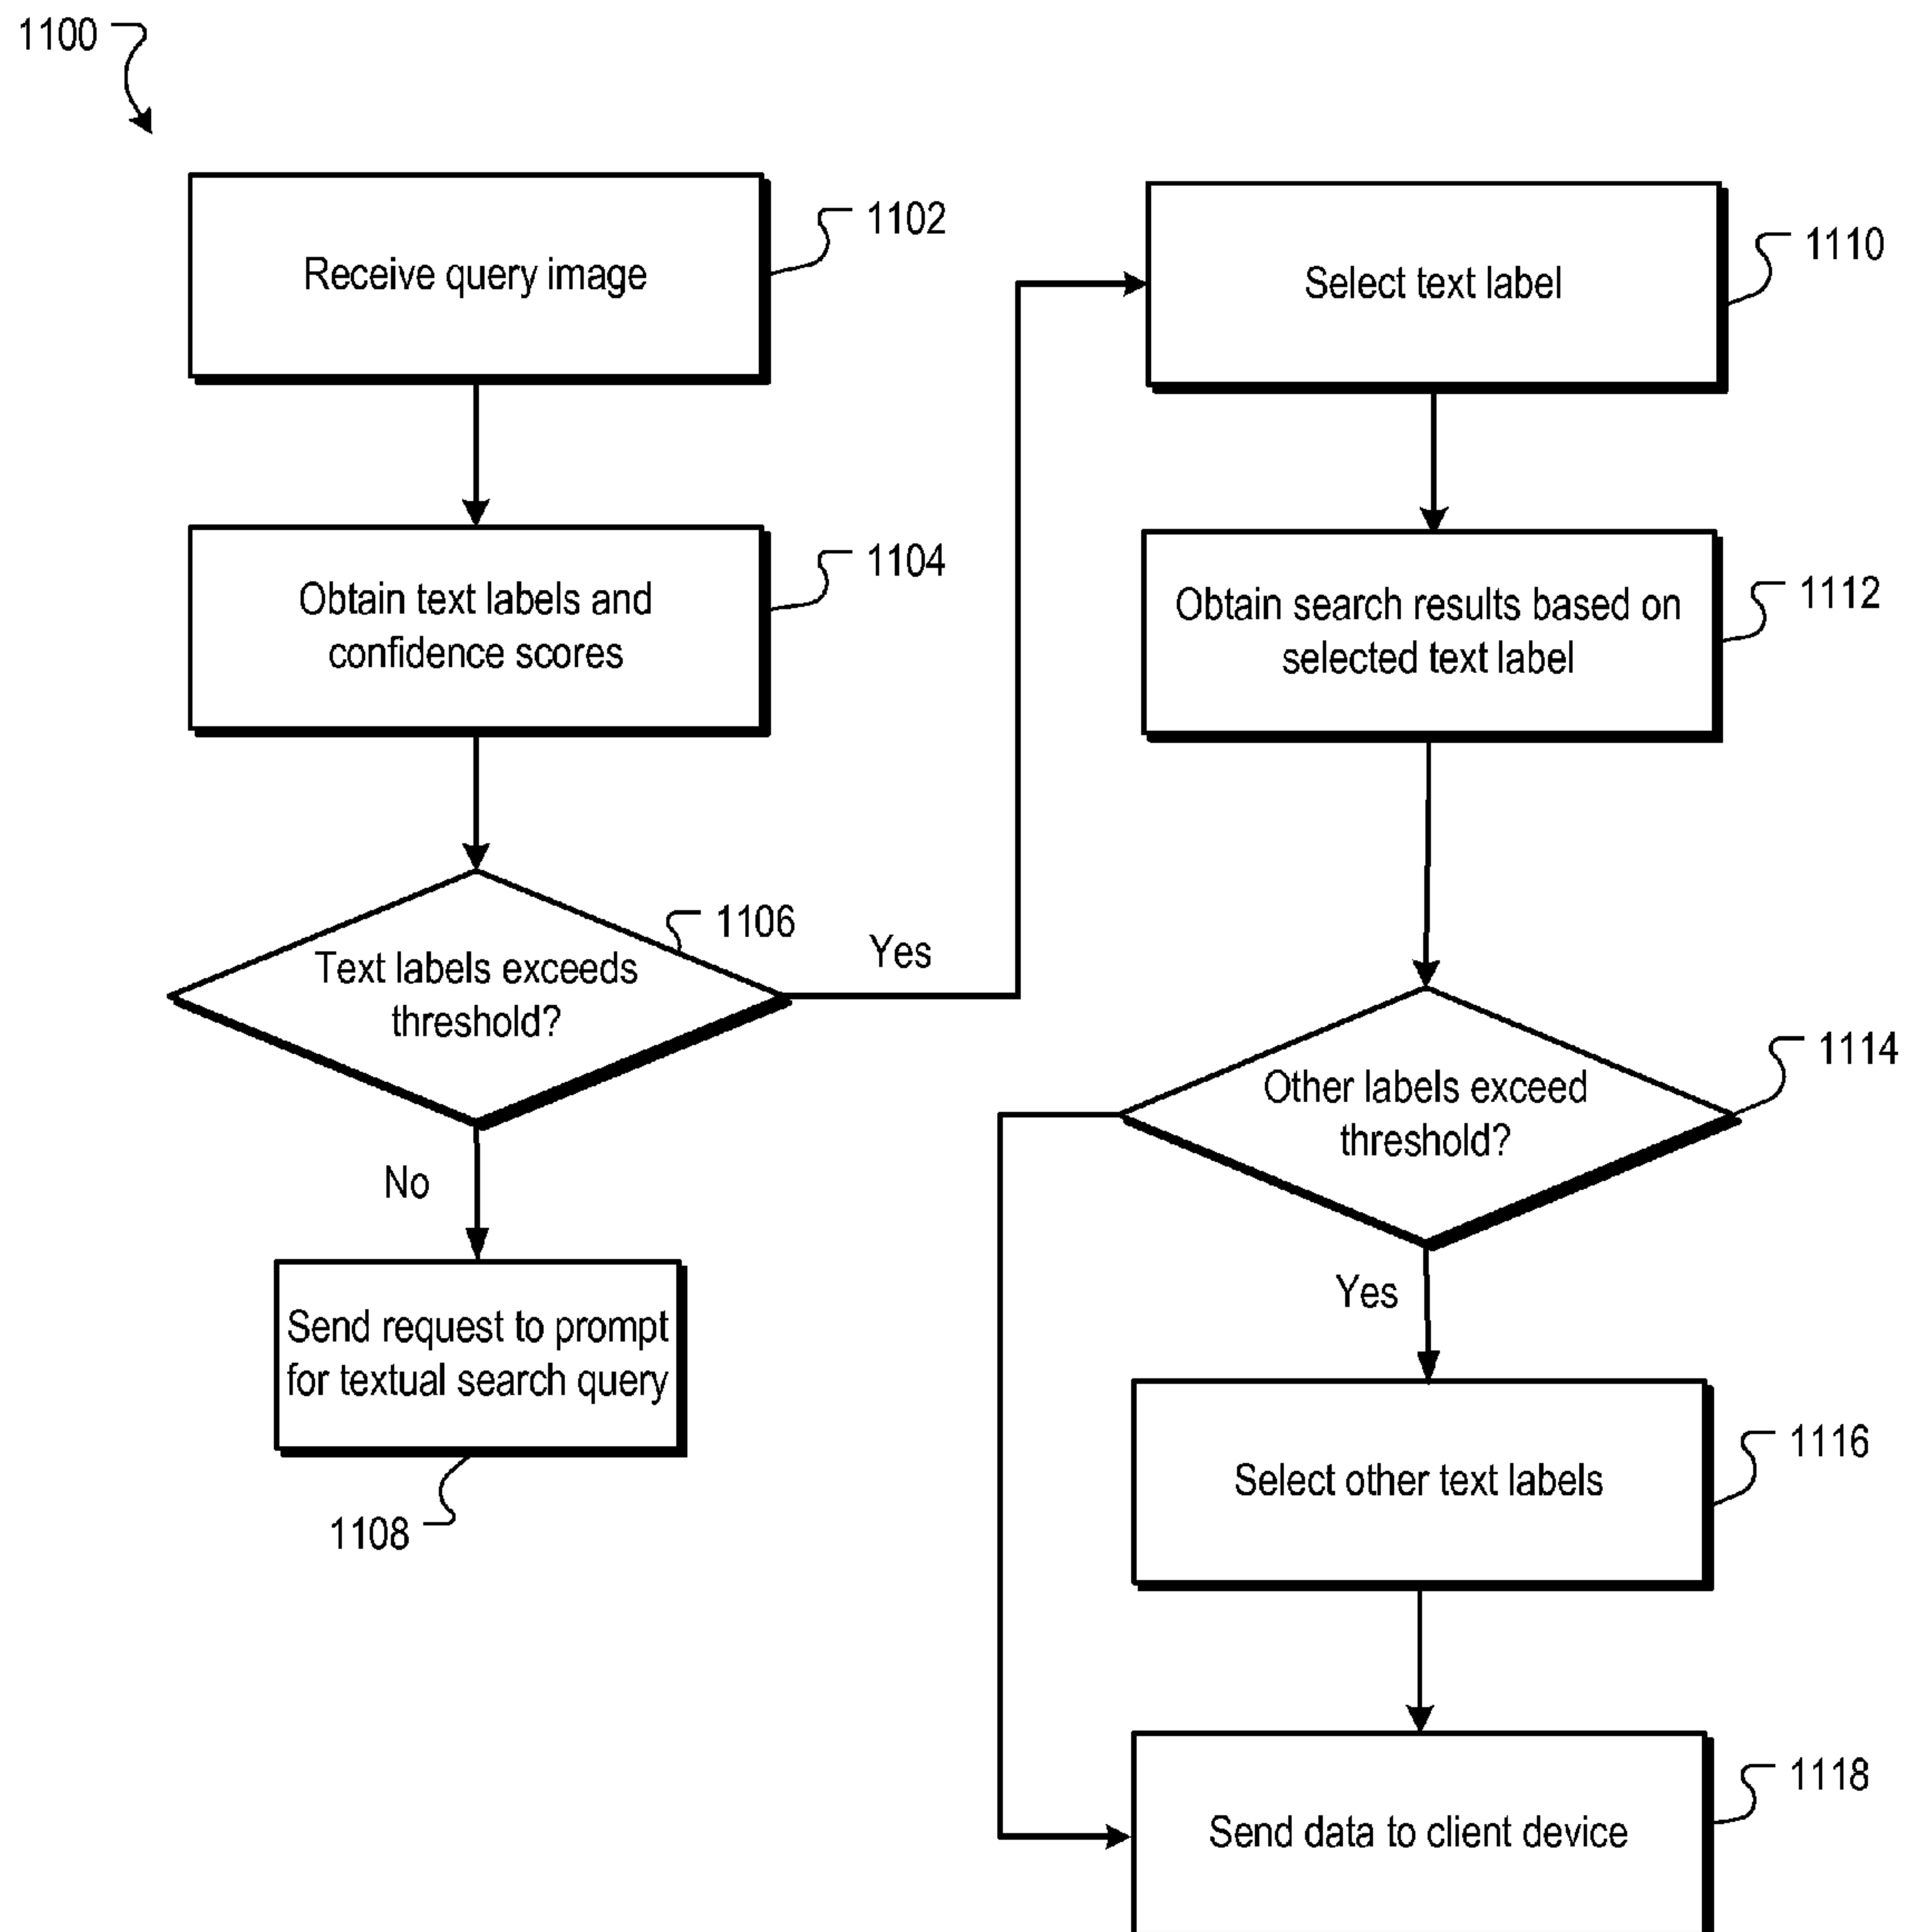 1100
Receive query image
1102
Obtain text labels and
confidence scores
1104
Text labels exceeds
threshold?
1106
Yes
No
Send request to prompt
for textual search query
1108
Select text label
1110
Obtain search results based on
selected text label
1112
Other labels exceed
threshold?
1114
Yes
Select other text labels
1116
Send data to client device
1118